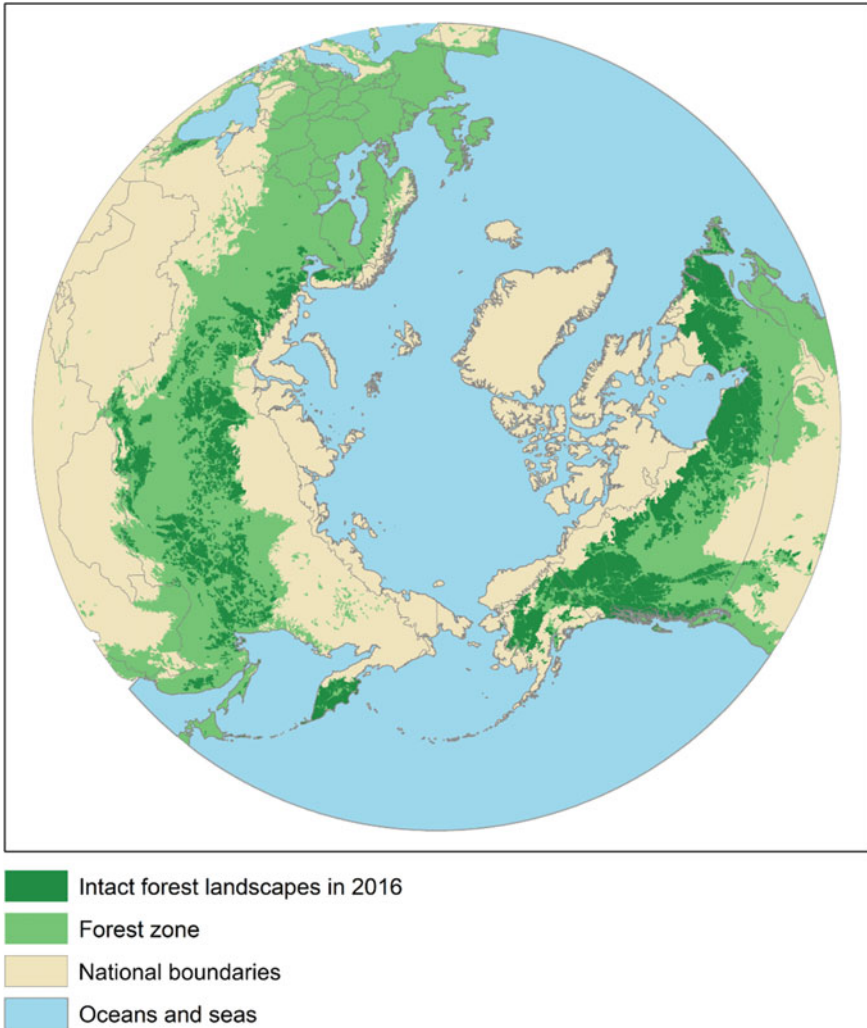 Intact forest landscapes in 2016
Forest zone
National boundaries
Oceans and seas